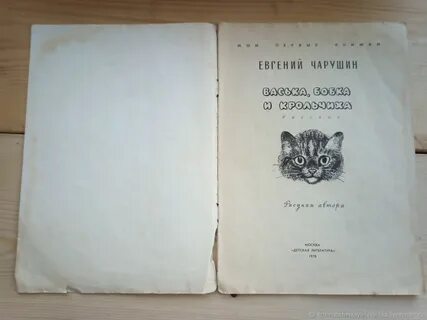 МОИ ПЕРВЫЕ КНИЖКИ
ЕВГЕНИЙ ЧАРУШИН
ВАСЬКА, БОБКА
И КРОЛЬЧИХА
Рассказ
Рисунки автора
МОСКВА
«ДЕТСКАЯ ЛИТЕРАТУРА»